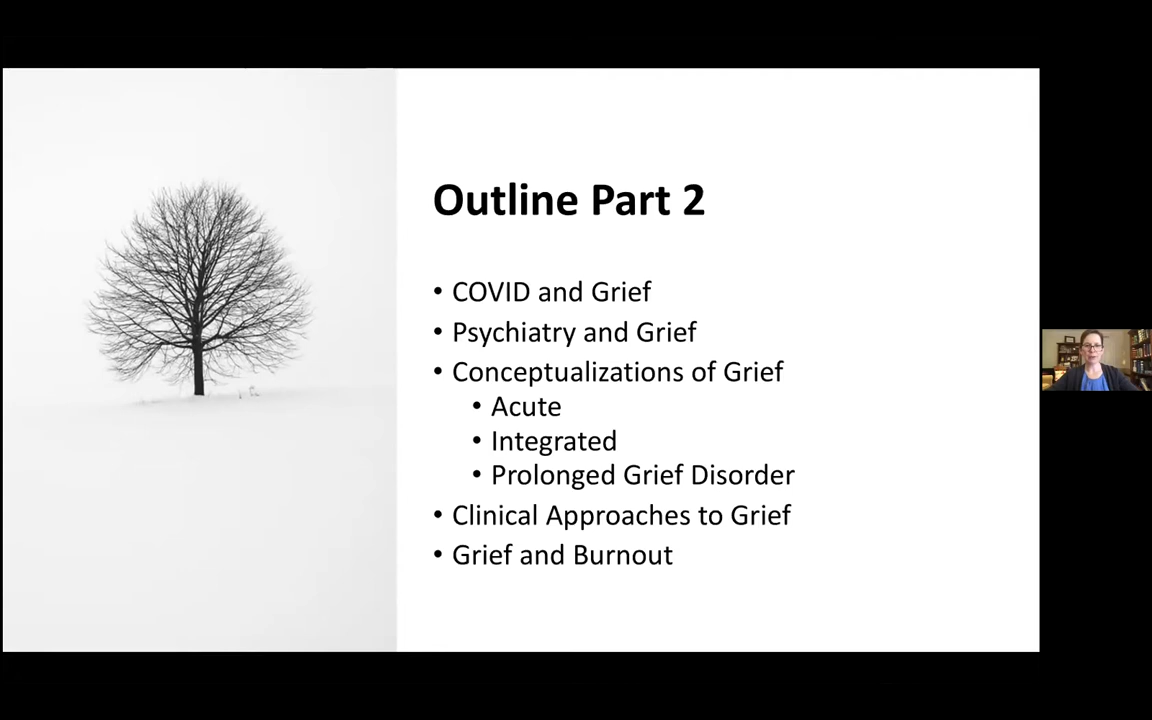 Outline Part 2
• COVID and Grief
• Psychiatry and Grief
• Conceptualizations of Grief
• Acute
• Integrated
• Prolonged Grief Disorder
• Clinical Approaches to Grief
• Grief and Burnout